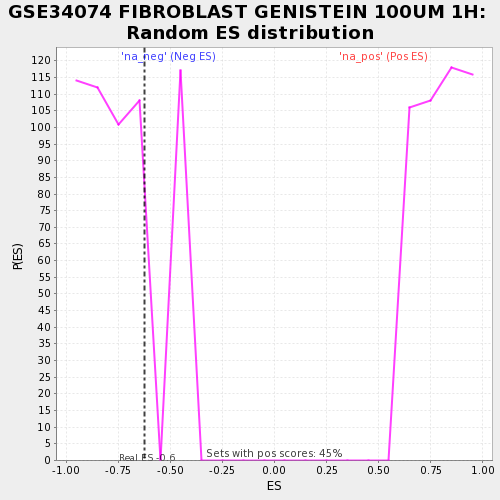 GSE34074 FIBROBLAST GENISTEIN 100UM 1H:
Random ES distribution
'na_neg' (Neg ES)
'na_pos' (Pos ES)
120
115
110
105
100
95
90
85
80
75
70
65
60
55
50
45
40
35
30
25
20
15
10
5
0
P(ES)
Real ES -0.6
Sets with pos scores: 45%
-1.00 -0.75 -0.50 -0.25 0.00 0.25 0.50 0.75 1.00
ES